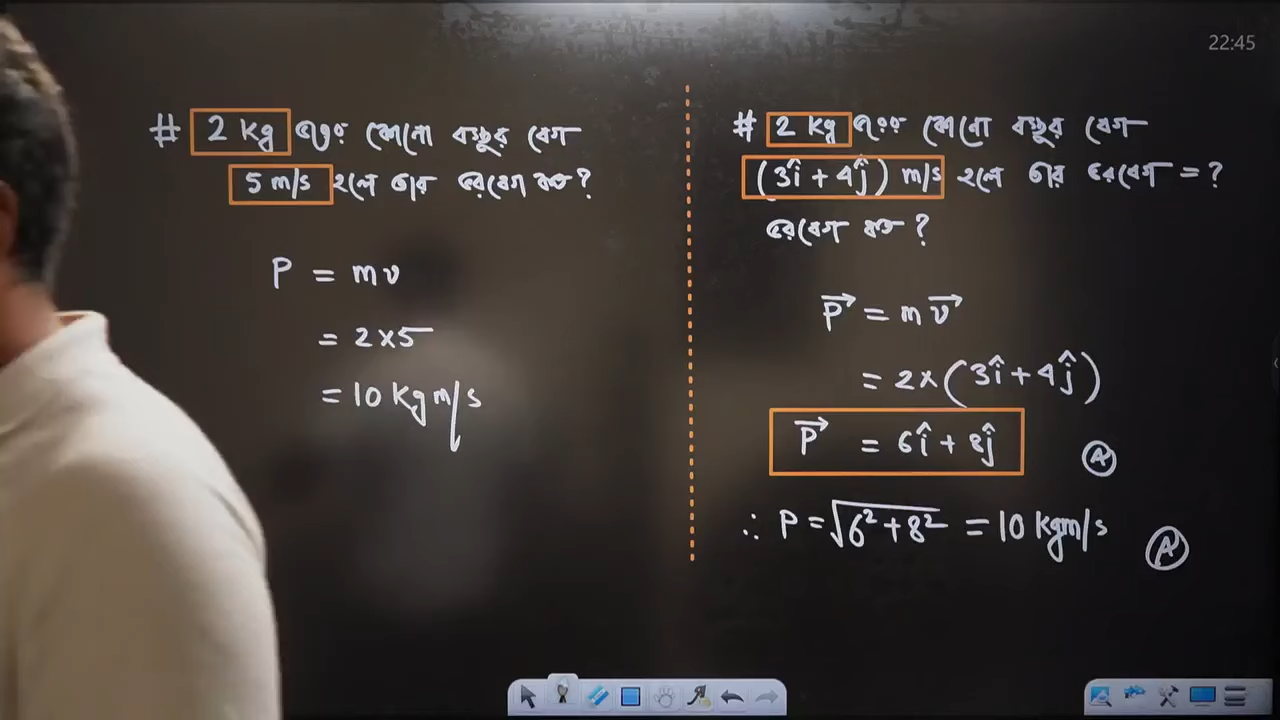 # 2 kg ভরের কোনো বস্তুর বেগ
5 m/s হলে তার ভরবেগ কত?
P = mv
= 2×5
= 10 kgm/s
22:45
# 2 kg ভরের কোনো বস্তুর বেগ
(3î + 4ĵ) m/s হলে তার ভরবেগ = ?
ভরবেগ কত ?
P⃗ = m v⃗
= 2×(3î + 4ĵ)
P⃗ = 6î + 8ĵ
A
∴ P = √6² + 8² = 10 kgm/s
A